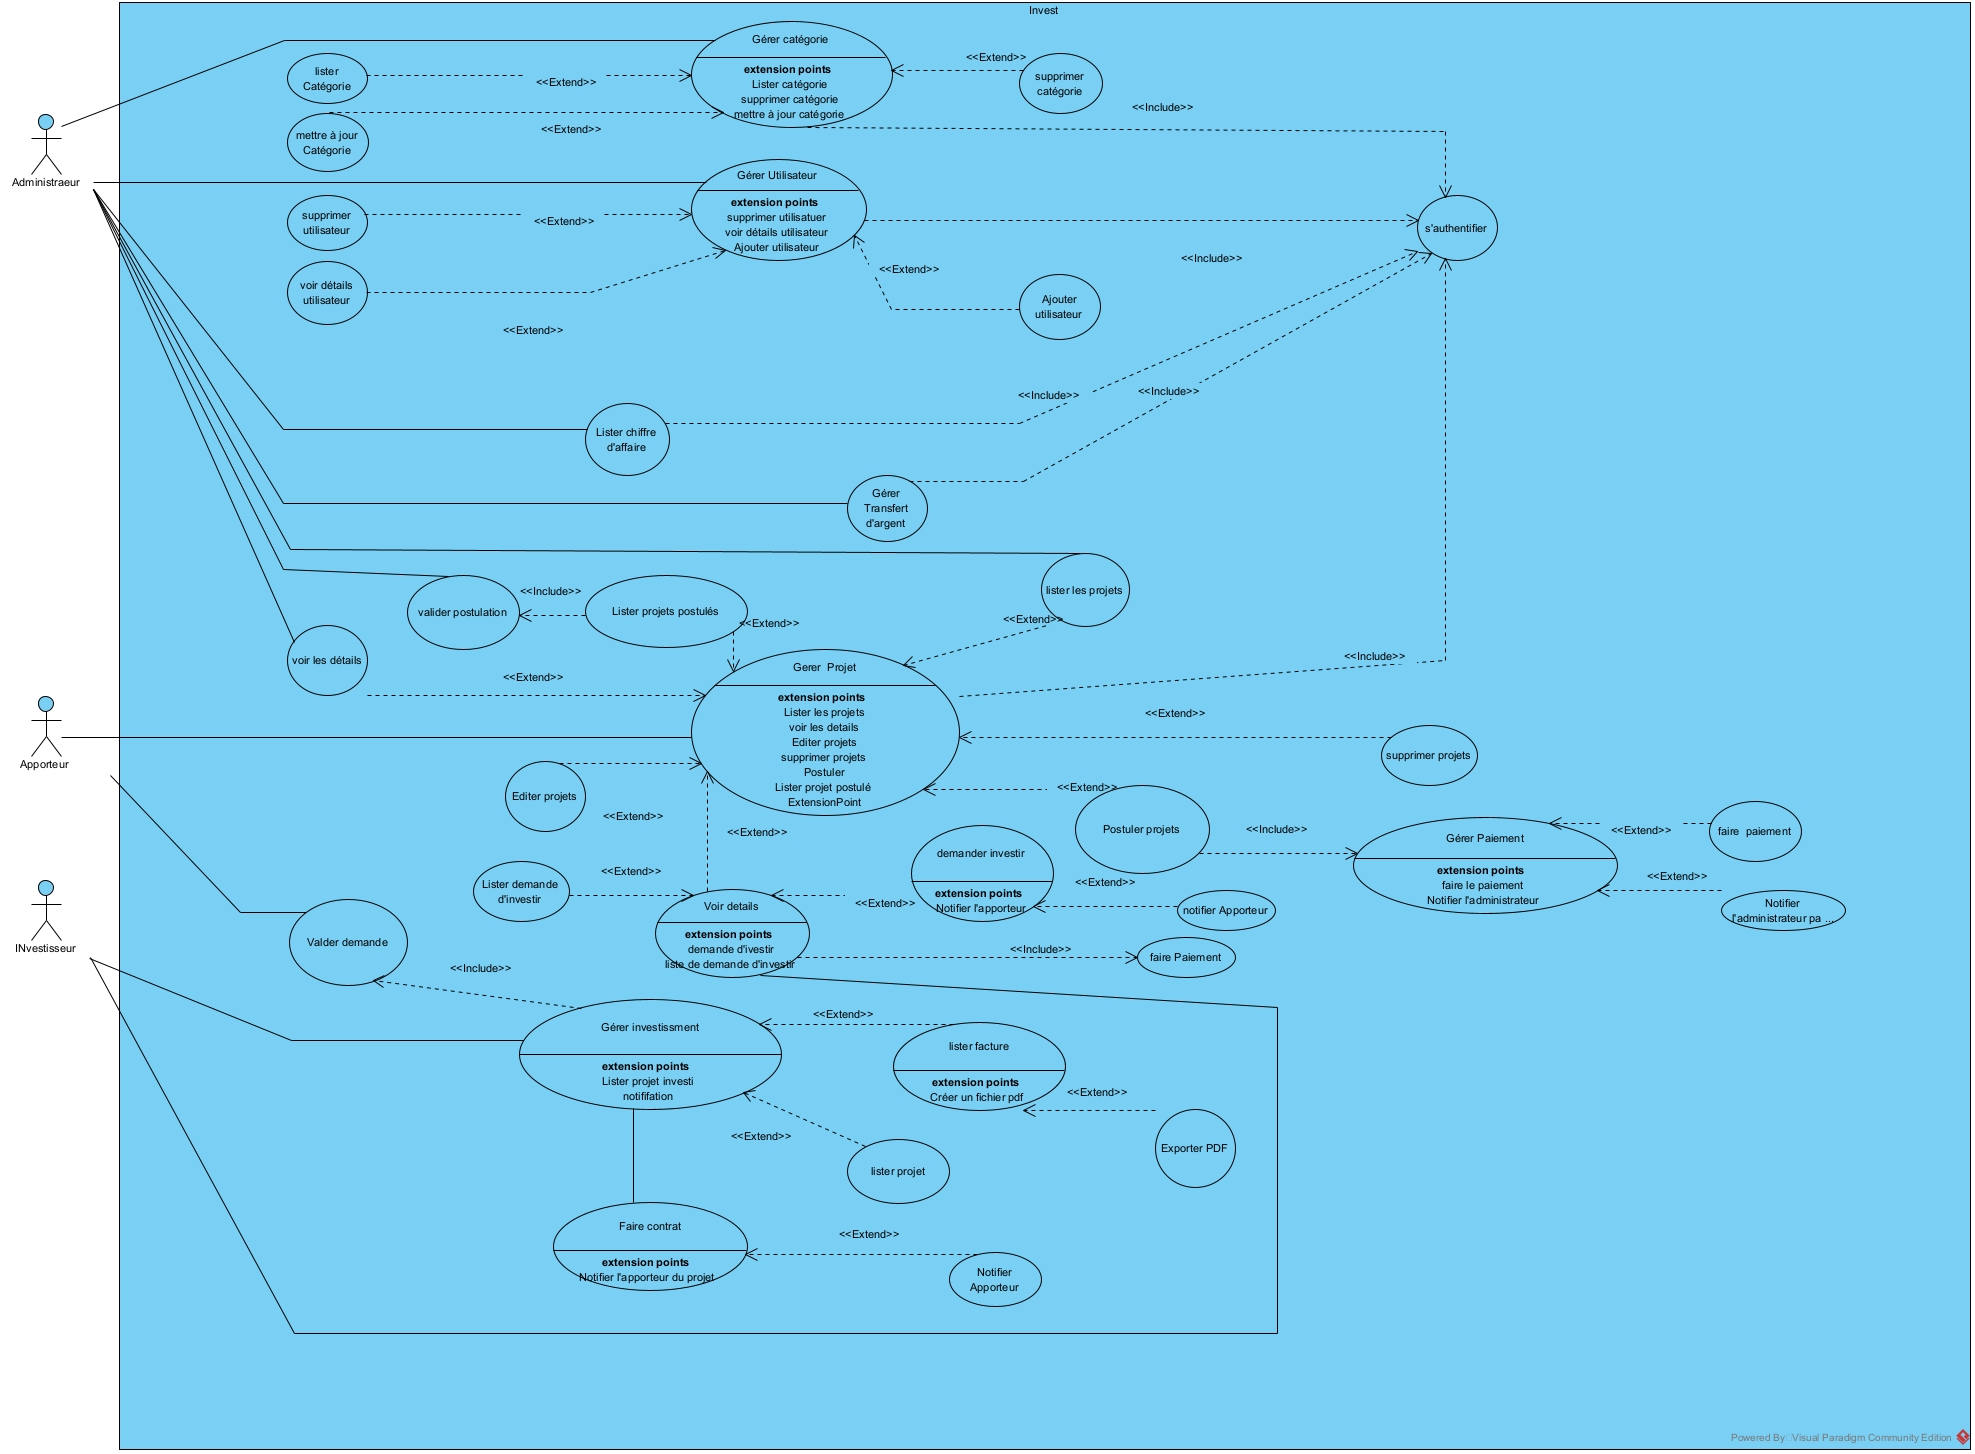 Invest
Gérer catégorie
extension points
Lister catégorie
supprimer catégorie
mettre à jour catégorie
lister
Catégorie
<<Extend>>
<<Extend>>
supprimer
catégorie
<<Include>>
mettre à jour
Catégorie
<<Extend>>
Administraeur
Gérer Utilisateur
extension points
supprimer utilisatuer
voir détails utilisateur
Ajouter utilisateur
supprimer
utilisateur
<<Extend>>
s'authentifier
voir détails
utilisateur
<<Extend>>
<<Extend>>
<<Include>>
Ajouter
utilisateur
<<Include>>
<<Include>>
Lister chiffre
d'affaire
Gérer
Transfert
d'argent
valider postulation
<<Include>>
Lister projets postulés
<<Extend>>
lister les projets
<<Extend>>
voir les détails
<<Extend>>
<<Include>>
Gerer  Projet
extension points
Lister les projets
voir les details
Editer projets
supprimer projets
Postuler
Lister projet postulé
ExtensionPoint
<<Extend>>
supprimer projets
Apporteur
Editer projets
<<Extend>>
<<Extend>>
<<Extend>>
Postuler projets
<<Include>>
Gérer Paiement
extension points
faire le paiement
Notifier l'administrateur
<<Extend>>
faire  paiement
<<Extend>>
Notifier
l'administrateur pa ...
demander investir
extension points
Notifier l'apporteur
<<Extend>>
notifier Apporteur
Lister demande
d'investir
<<Extend>>
Voir details
extension points
demande d'ivestir
liste de demande d'investir
<<Extend>>
<<Include>>
faire Paiement
INvestisseur
Valder demande
<<Include>>
Gérer investissment
extension points
Lister projet investi
notififation
<<Extend>>
lister facture
extension points
Créer un fichier pdf
<<Extend>>
Exporter PDF
<<Extend>>
lister projet
Faire contrat
extension points
Notifier l'apporteur du projet
<<Extend>>
Notifier
Apporteur
Powered By Visual Paradigm Community Edition